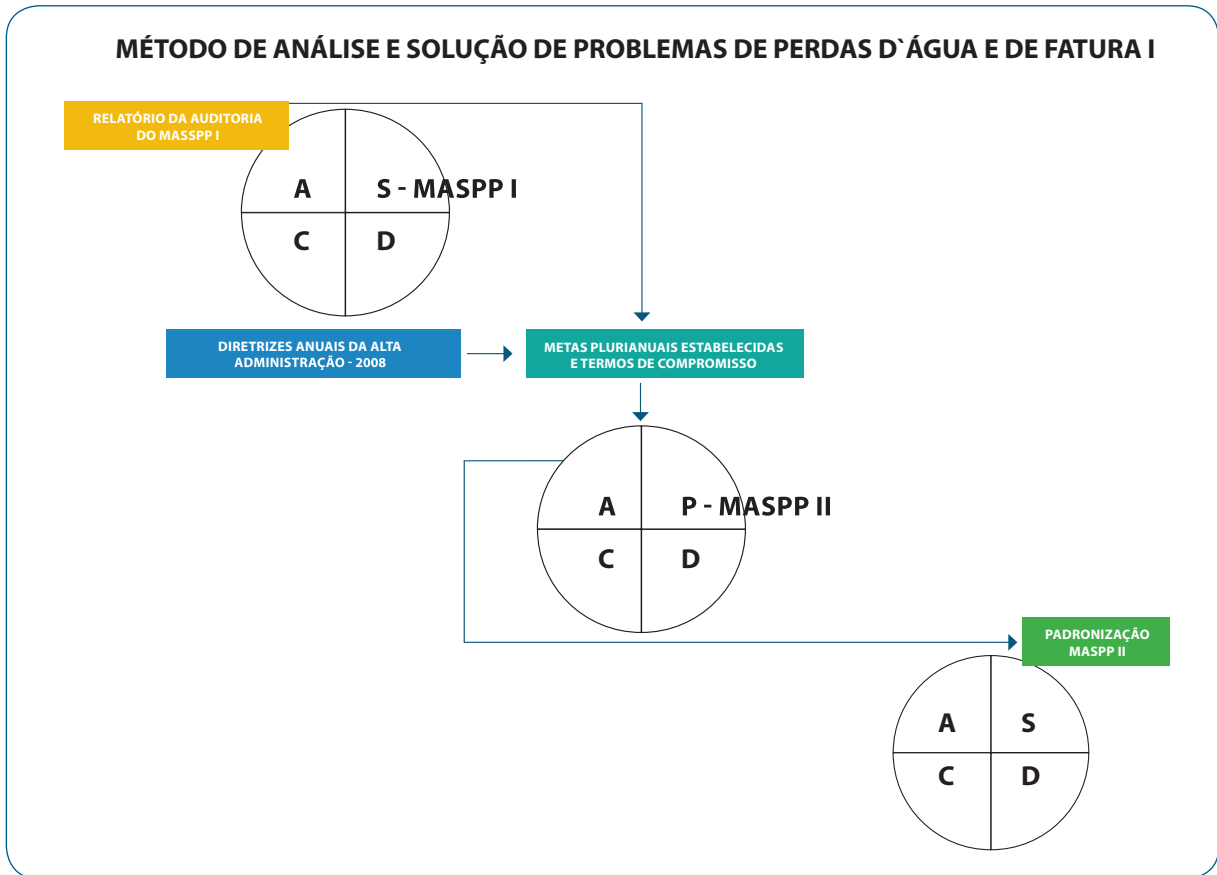 MÉTODO DE ANÁLISE E SOLUÇÃO DE PROBLEMAS DE PERDAS D`ÁGUA E DE FATURA I
RELATÓRIO DA AUDITORIA
DO MASSPP I
A
S - MASPP I
C
D
DIRETRIZES ANUAIS DA ALTA
ADMINISTRAÇÃO - 2008
METAS PLURIANUAIS ESTABELECIDAS
E TERMOS DE COMPROMISSO
A
P - MASPP II
C
D
PADRONIZAÇÃO
MASPP II
A
S
C
D